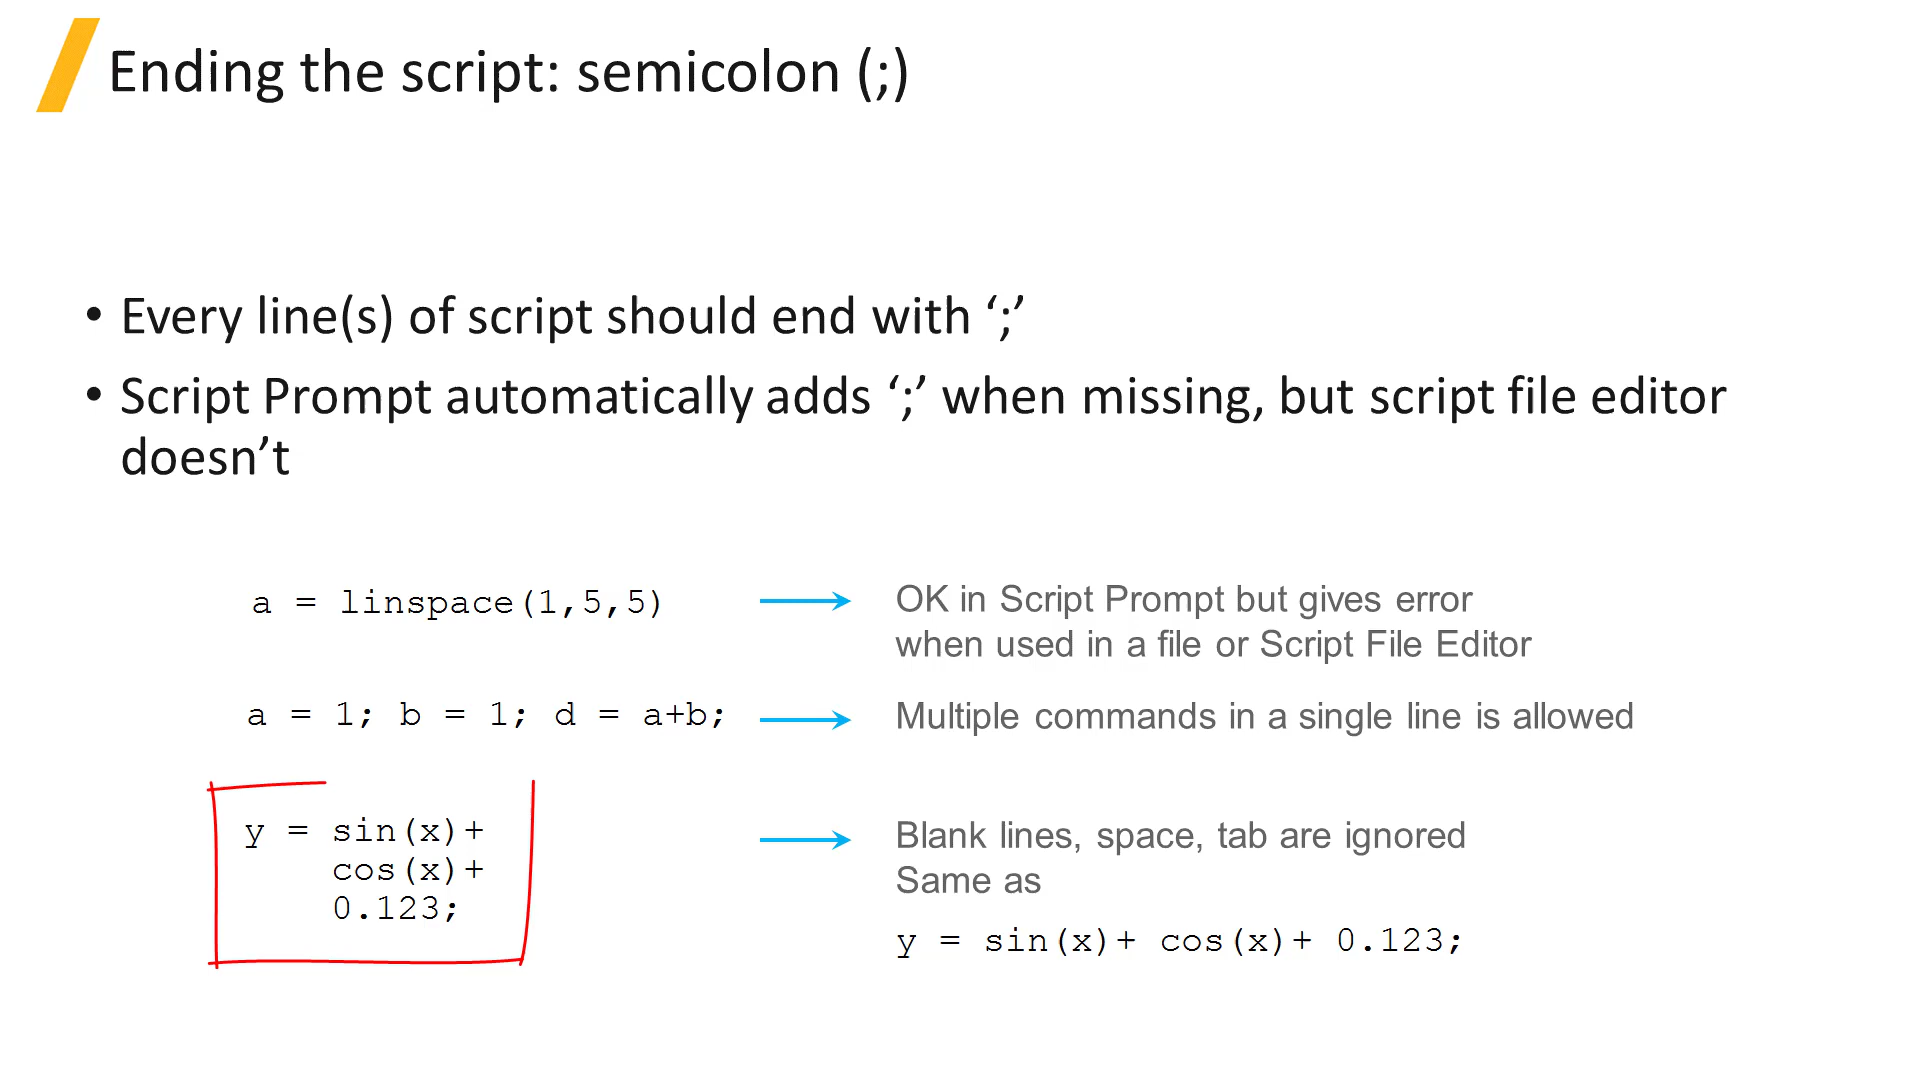 Ending the script: semicolon (;)
• Every line(s) of script should end with ‘;’
• Script Prompt automatically adds ‘;’ when missing, but script file editor
doesn’t
a = linspace(1,5,5)
OK in Script Prompt but gives error
when used in a file or Script File Editor
a = 1; b = 1; d = a+b;
Multiple commands in a single line is allowed
y = sin(x)+
cos(x)+
0.123;
Blank lines, space, tab are ignored
Same as
y = sin(x)+ cos(x)+ 0.123;